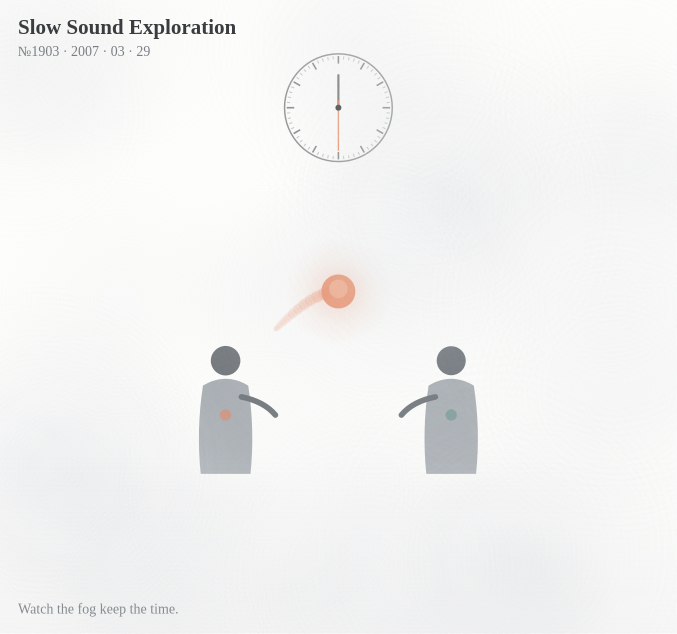 Slow Sound Exploration
№1903 · 2007 · 03 · 29
Watch the fog keep the time.